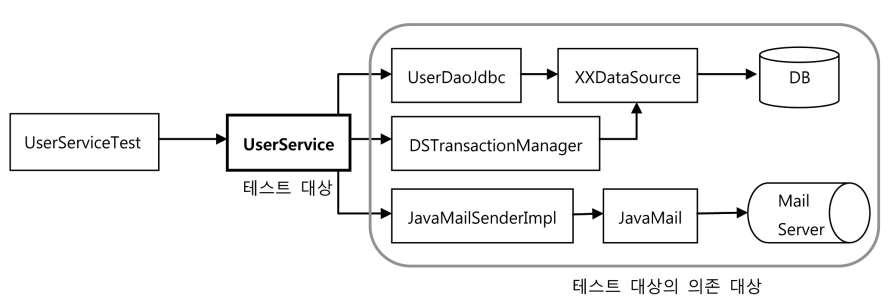 UserDaoJdbc
XXDataSource
DB
UserServiceTest
UserService
DSTransactionManager
테스트 대상
JavaMailSenderImpl
JavaMail
Mail
Server
테스트 대상의 의존 대상